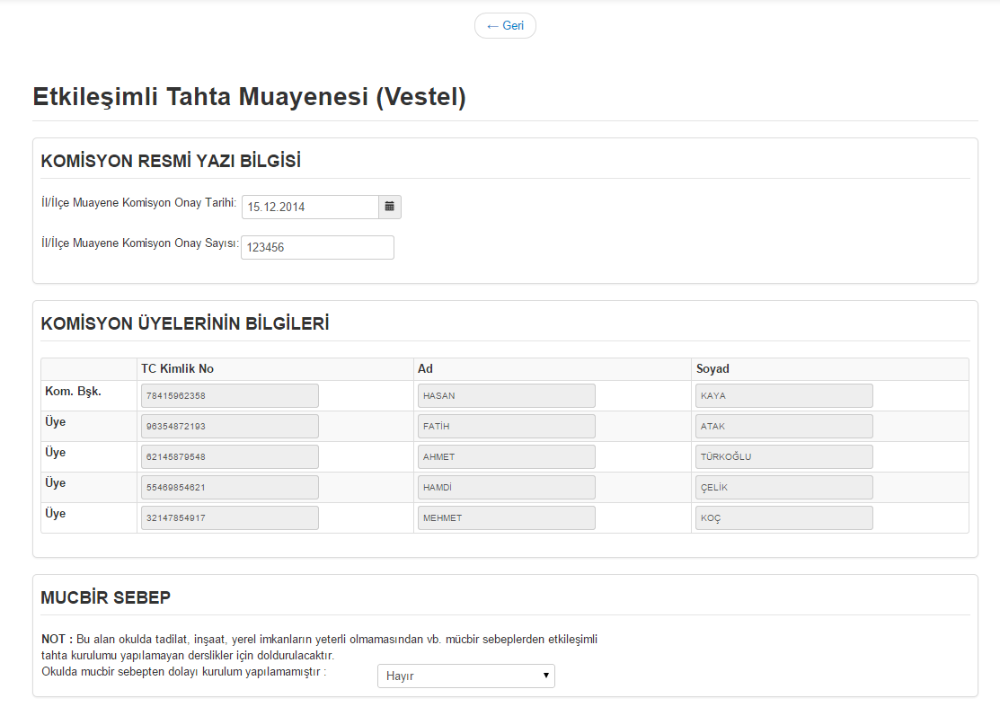 ← Geri
Etkileşimli Tahta Muayenesi (Vestel)
KOMİSYON RESMİ YAZI BİLGİSİ
İl/İlçe Muayene Komisyon Onay Tarihi: 15.12.2014
İl/İlçe Muayene Komisyon Onay Sayısı: 123456
KOMİSYON ÜYELERİNİN BİLGİLERİ
TC Kimlik No Ad Soyad
Kom. Bşk. 78415962358 HASAN KAYA
Üye 96354872193 FATİH ATAK
Üye 62145879548 AHMET TÜRKOĞLU
Üye 55469854621 HAMDİ ÇELİK
Üye 32147854917 MEHMET KOÇ
MUCBİR SEBEP
NOT : Bu alan okulda tadilat, inşaat, yerel imkanların yeterli olmamasından vb. mücbir sebeplerden etkileşimli
tahta kurulumu yapılamayan derslikler için doldurulacaktır.
Okulda mucbir sebepten dolayı kurulum yapılamamıştır : Hayır